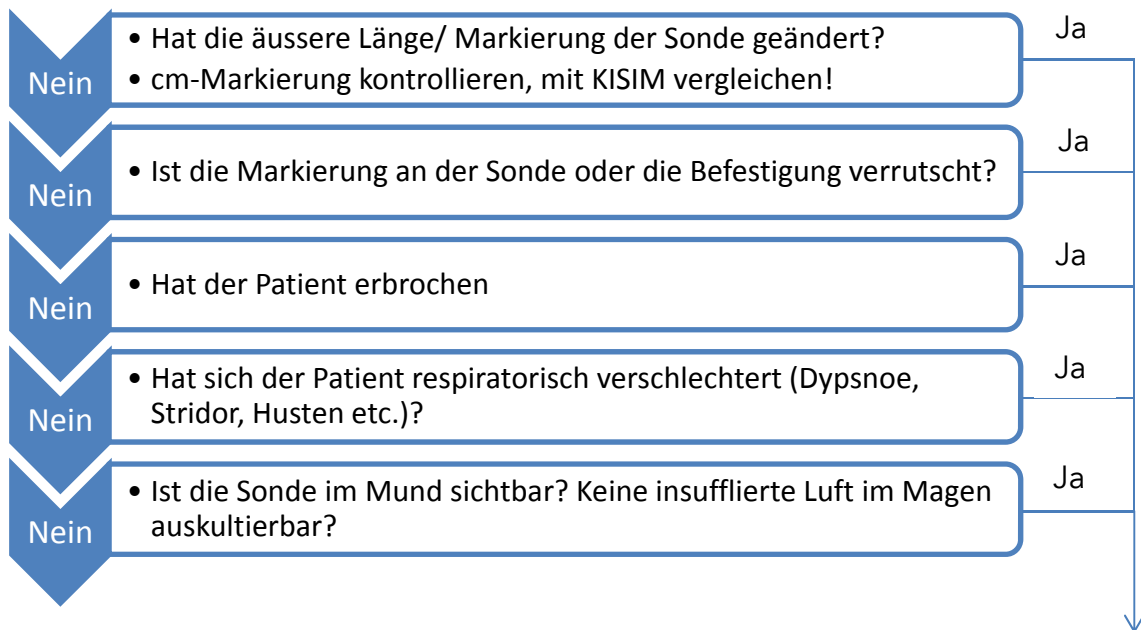 Ja
• Hat die äussere Länge/ Markierung der Sonde geändert?
Nein
• cm-Markierung kontrollieren, mit KISIM vergleichen!
Ja
• Ist die Markierung an der Sonde oder die Befestigung verrutscht?
Nein
Ja
• Hat der Patient erbrochen
Nein
Ja
• Hat sich der Patient respiratorisch verschlechtert (Dypsnoe,
Stridor, Husten etc.)?
Nein
Ja
• Ist die Sonde im Mund sichtbar? Keine insufflierte Luft im Magen
auskultierbar?
Nein